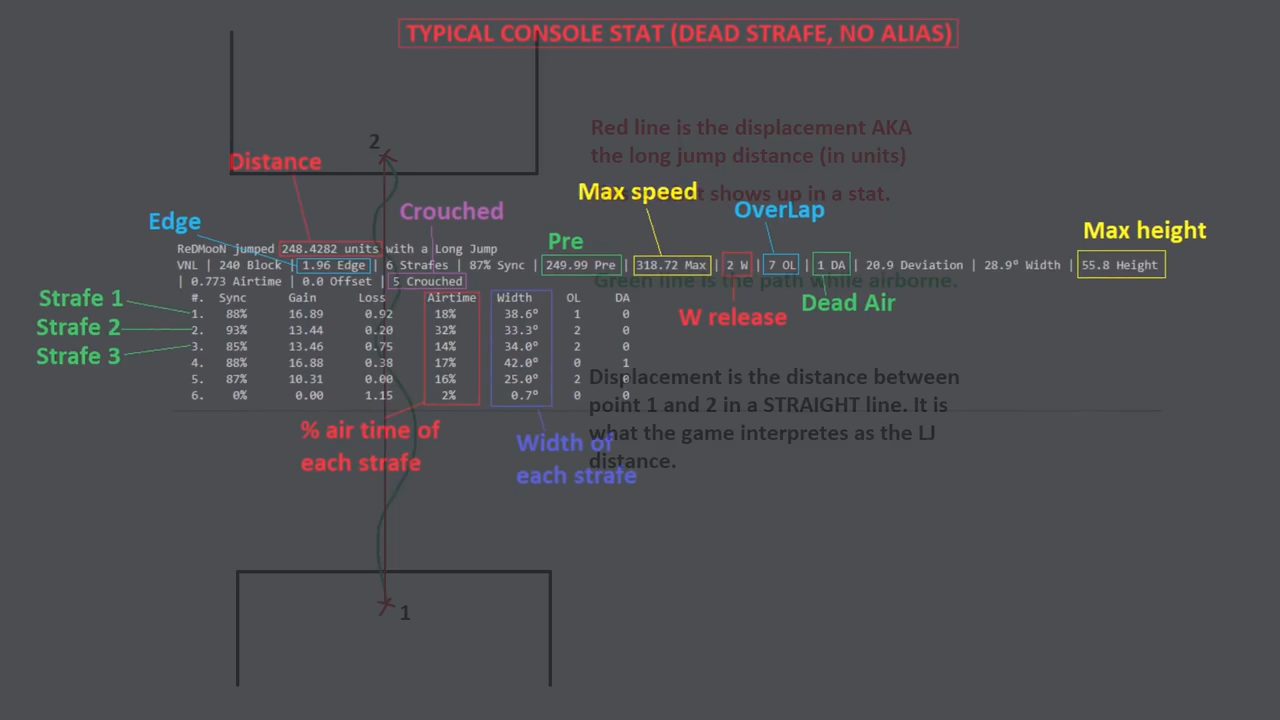 TYPICAL CONSOLE STAT (DEAD STRAFE, NO ALIAS)
Red line is the displacement AKA
the long jump distance (in units)
2
Distance
Max speed
t shows up in a stat.
Crouched
OverLap
Edge
Pre
Max height
ReDMooN jumped 248.4282 units with a Long Jump
VNL | 240 Block | 1.96 Edge | 6 Strafes | 87% Sync | 249.99 Pre | 318.72 Max | 2 W | 7 OL | 1 DA | 20.9 Deviation | 28.9° Width | 55.8 Height
| 0.773 Airtime | 0.0 Offset | 5 Crouched
Green line is the path while airborne.
Strafe 1
Strafe 2
Strafe 3
Dead Air
W release
#. Sync Gain Loss Airtime Width OL DA
1. 88% 16.89 0.92 18% 38.6° 1 0
2. 93% 13.44 0.20 32% 33.3° 2 0
3. 85% 13.46 0.75 14% 34.0° 2 0
4. 88% 16.88 0.38 17% 42.0° 0 1
5. 87% 10.31 0.00 16% 25.0° 2 0
6. 0% 0.00 1.15 2% 0.7° 0 0
Displacement is the distance between
point 1 and 2 in a STRAIGHT line. It is
what the game interpretes as the LJ
distance.
% air time of
each strafe
Width of
each strafe
1